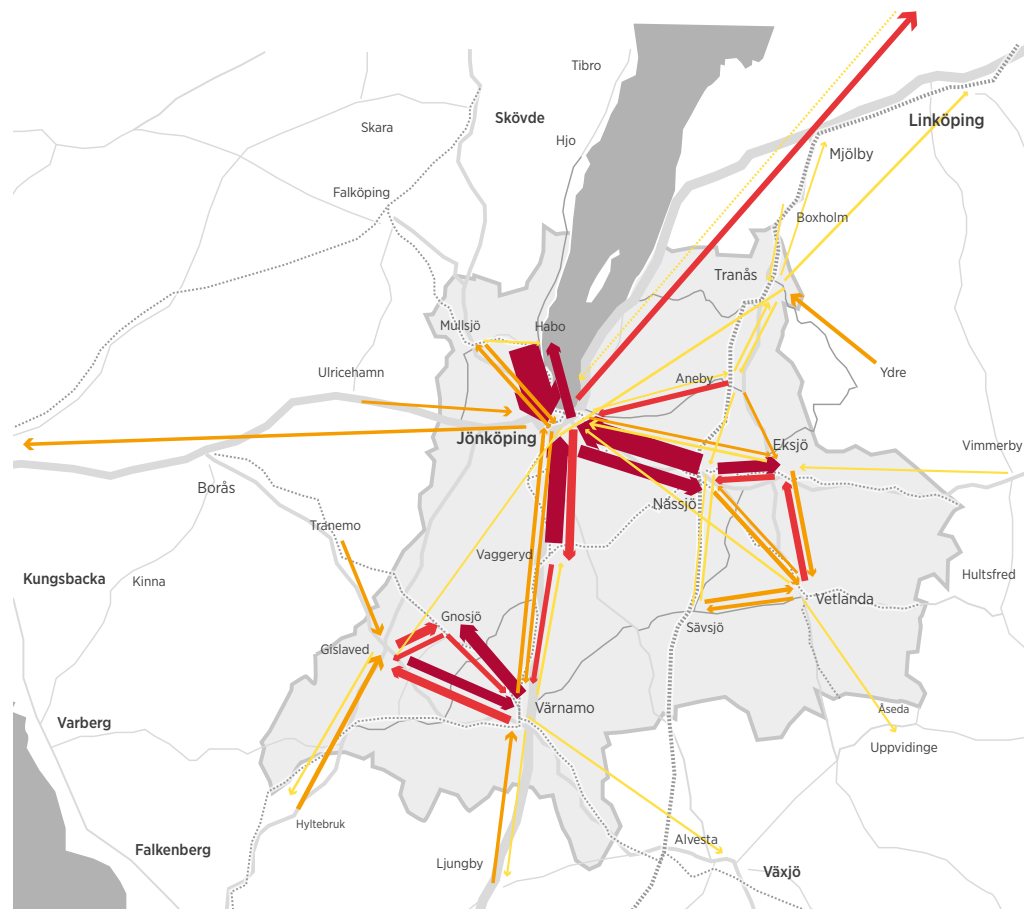 Tibro
Skövde
Linköping
Skara
Hjo
Mjölby
Falköping
Boxholm
Tranås
Mullsjö
Habo
Ulricehamn
Aneby
Ydre
Jönköping
Eksjö
Vimmerby
Borås
Nässjö
Tranemo
Vaggeryd
Kungsbacka
Kinna
Hultsfred
Vetlanda
Gnosjö
Sävsjö
Gislaved
Värnamo
Åseda
Varberg
Uppvidinge
Hyltebruk
Alvesta
Falkenberg
Ljungby
Växjö